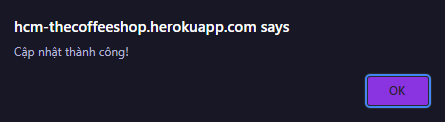 hcm-thecoffeeshop.herokuapp.com says
Cập nhật thành công!
OK